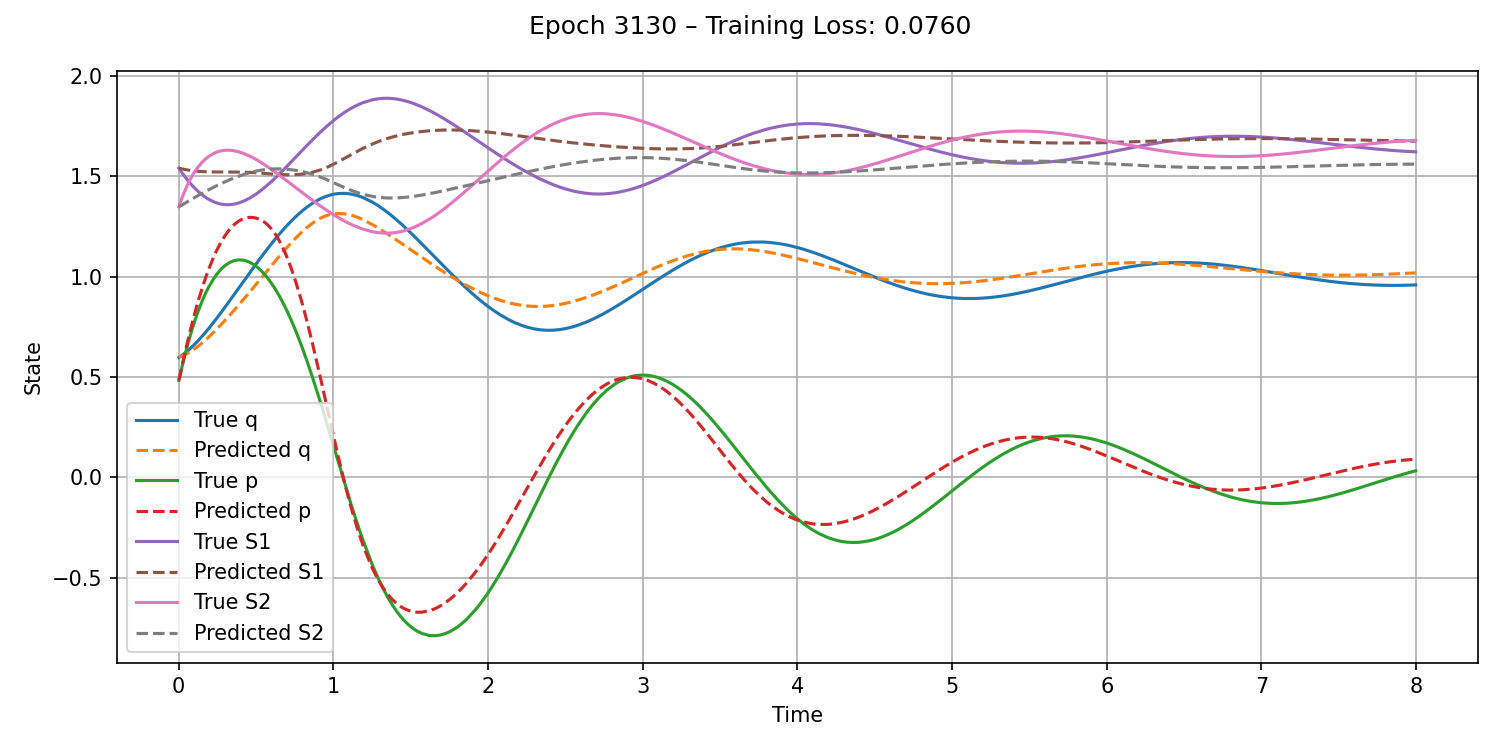 Epoch 3130 – Training Loss: 0.0760
2.0
1.5
1.0
0.5
0.0
−0.5
State
True q
Predicted q
True p
Predicted p
True S1
Predicted S1
True S2
Predicted S2
0 1 2 3 4 5 6 7 8
Time